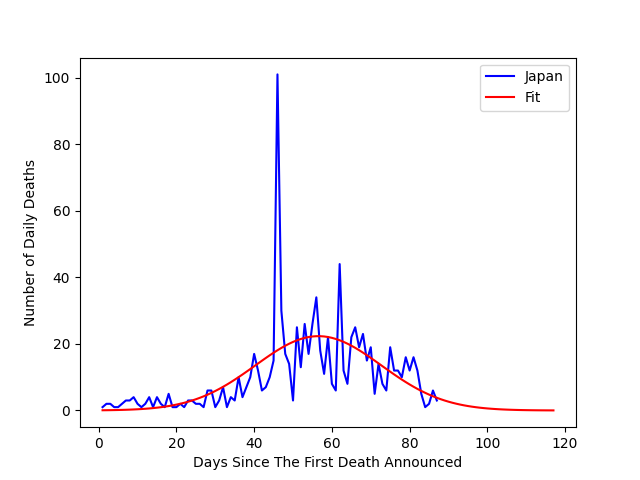 Japan
Fit
100
80
60
40
20
0
Number of Daily Deaths
0 20 40 60 80 100 120
Days Since The First Death Announced